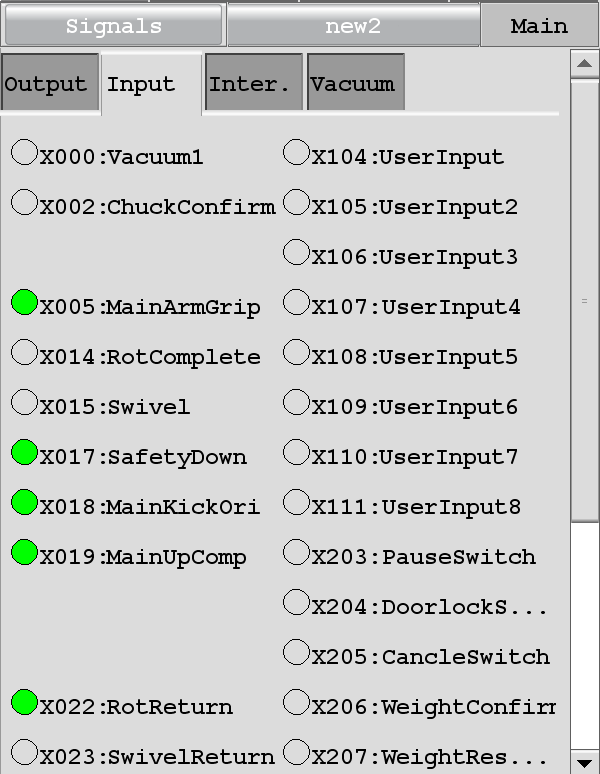 Signals new2 Main
Output Input Inter. Vacuum
X000:Vacuum1
X002:ChuckConfirm
X005:MainArmGrip
X014:RotComplete
X015:Swivel
X017:SafetyDown
X018:MainKickOri
X019:MainUpComp
X022:RotReturn
X023:SwivelReturn
X104:UserInput
X105:UserInput2
X106:UserInput3
X107:UserInput4
X108:UserInput5
X109:UserInput6
X110:UserInput7
X111:UserInput8
X203:PauseSwitch
X204:DoorlockS...
X205:CancleSwitch
X206:WeightConfirm
X207:WeightRes...